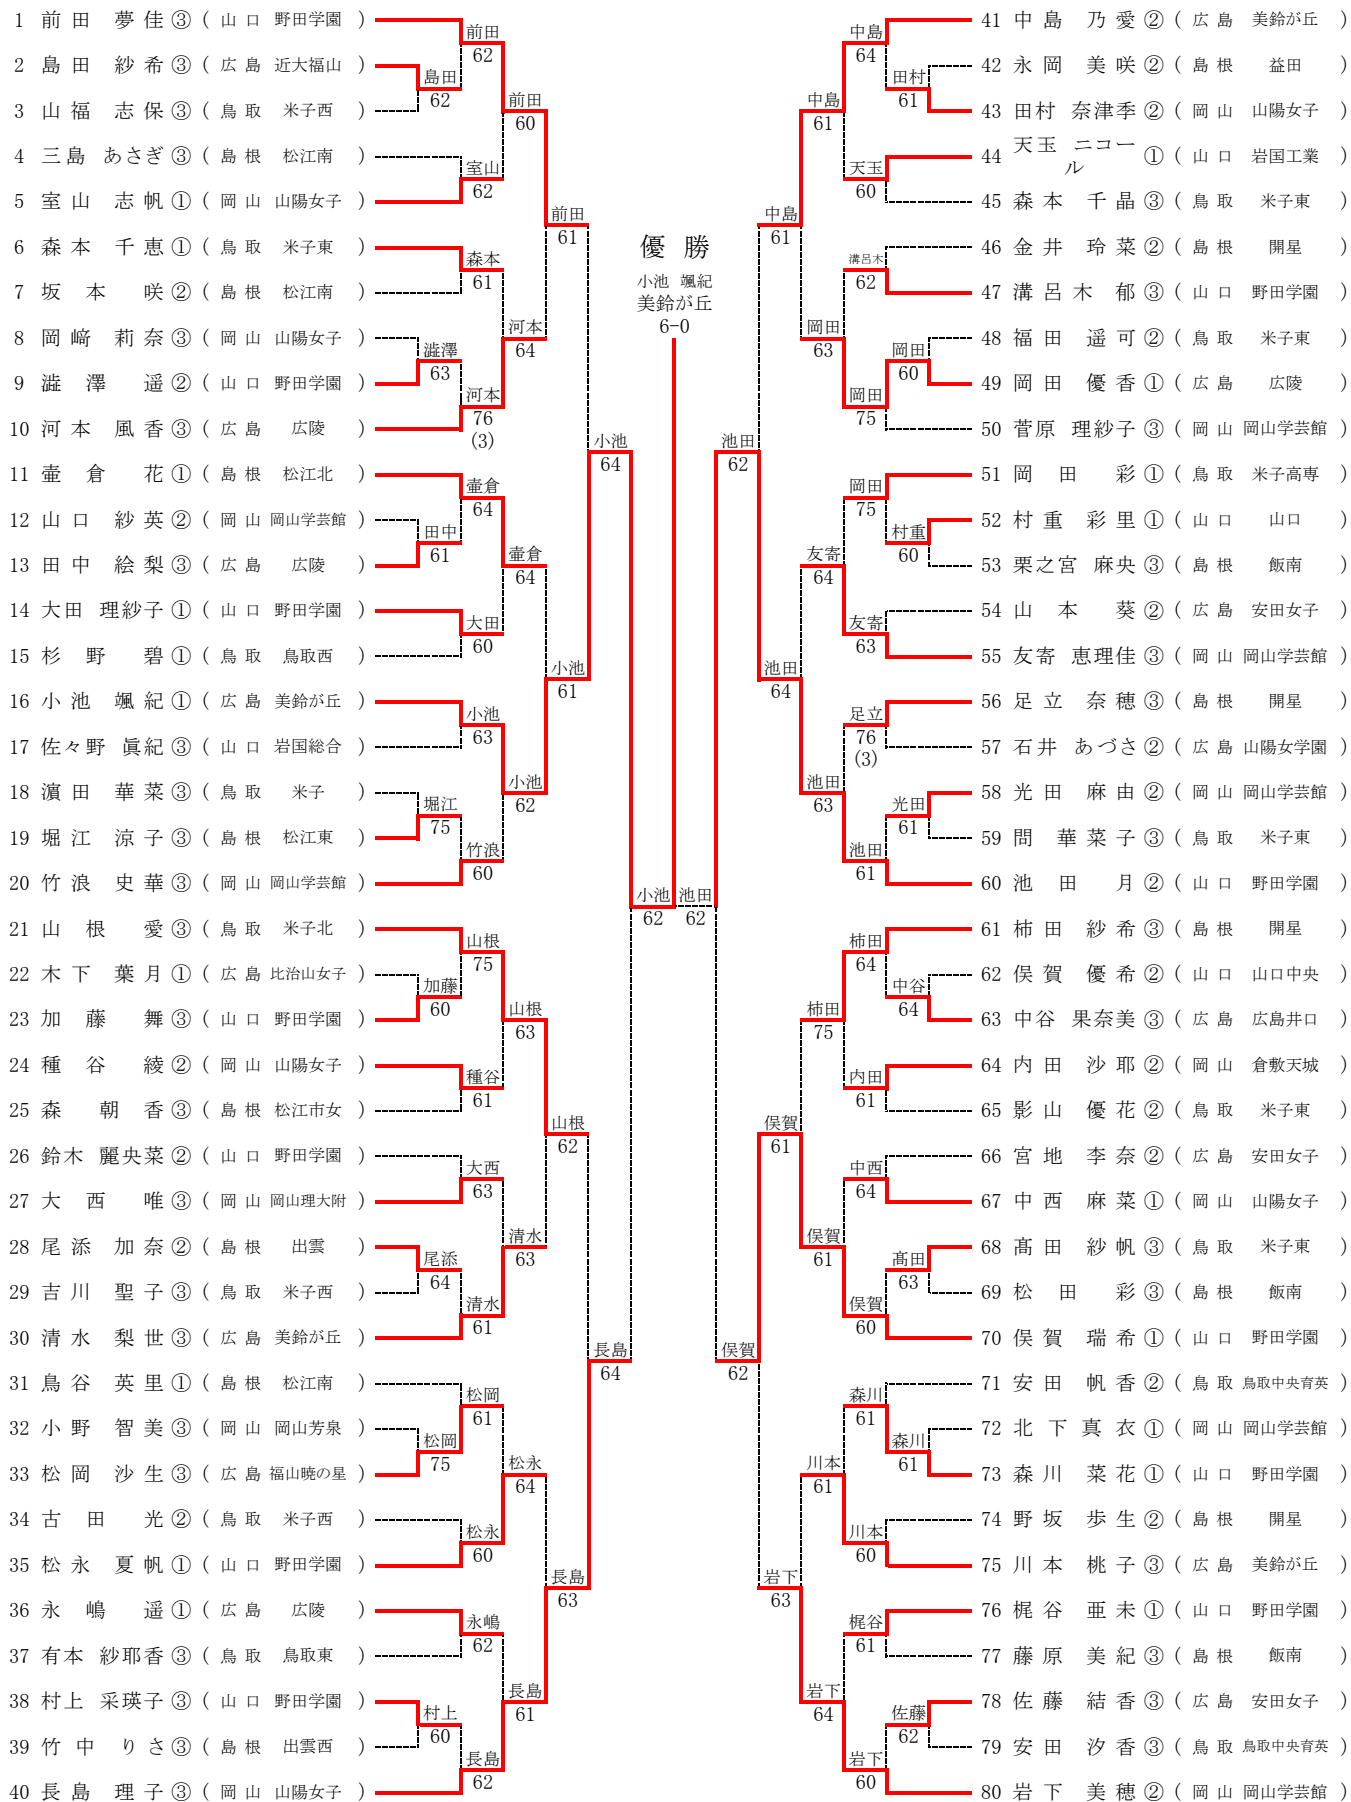 1 前田 夢佳 ③ ( 山口 野田学園 )
2 島田 紗希 ③ ( 広島 近大福山 )
3 山福 志保 ③ ( 鳥取 米子西 )
4 三島 あさぎ ③ ( 島根 松江南 )
5 室山 志帆 ① ( 岡山 山陽女子 )
6 森本 千恵 ① ( 鳥取 米子東 )
7 坂本 咲 ② ( 島根 松江南 )
8 岡﨑 莉奈 ③ ( 岡山 山陽女子 )
9 澁澤 遥 ② ( 山口 野田学園 )
10 河本 風香 ③ ( 広島 広陵 )
11 壷倉 花 ① ( 島根 松江北 )
12 山口 紗英 ② ( 岡山 岡山学芸館 )
13 田中 絵梨 ③ ( 広島 広陵 )
14 大田 理紗子 ① ( 山口 野田学園 )
15 杉野 碧 ① ( 鳥取 鳥取西 )
16 小池 颯紀 ① ( 広島 美鈴が丘 )
17 佐々野 眞紀 ③ ( 山口 岩国総合 )
18 濵田 華菜 ③ ( 鳥取 米子 )
19 堀江 涼子 ③ ( 島根 松江東 )
20 竹浪 史華 ③ ( 岡山 岡山学芸館 )
21 山根 愛 ③ ( 鳥取 米子北 )
22 木下 葉月 ① ( 広島 比治山女子 )
23 加藤 舞 ③ ( 山口 野田学園 )
24 種谷 綾 ② ( 岡山 山陽女子 )
25 森 朝香 ③ ( 島根 松江市女 )
26 鈴木 麗央菜 ② ( 山口 野田学園 )
27 大西 唯 ③ ( 岡山 岡山理大附 )
28 尾添 加奈 ② ( 島根 出雲 )
29 吉川 聖子 ③ ( 鳥取 米子西 )
30 清水 梨世 ③ ( 広島 美鈴が丘 )
31 鳥谷 英里 ① ( 島根 松江南 )
32 小野 智美 ③ ( 岡山 岡山芳泉 )
33 松岡 沙生 ③ ( 広島 福山暁の星 )
34 古田 光 ② ( 鳥取 米子西 )
35 松永 夏帆 ① ( 山口 野田学園 )
36 永嶋 遥 ① ( 広島 広陵 )
37 有本 紗耶香 ③ ( 鳥取 鳥取東 )
38 村上 采瑛子 ③ ( 山口 野田学園 )
39 竹中 りさ ③ ( 島根 出雲西 )
40 長島 理子 ③ ( 岡山 山陽女子 )
島田
62
澁澤
63
田中
61
堀江
75
加藤
60
尾添
64
松岡
75
村上
60
前田
62
室山
62
森本
61
河本
76
(3)
壷倉
64
大田
60
小池
63
竹浪
60
山根
75
種谷
61
大西
63
清水
61
松岡
61
松永
60
永嶋
62
長島
62
前田
60
河本
64
壷倉
64
小池
62
山根
63
清水
63
松永
64
長島
61
前田
61
小池
61
山根
62
長島
63
小池
64
長島
64
優勝
小池 颯紀
美鈴が丘
6-0
小池
62
池田
62
池田
62
俣賀
62
中島
61
池田
64
俣賀
61
岩下
63
中島
61
岡田
63
友寄
64
池田
63
柿田
75
俣賀
61
川本
61
岩下
64
中島
64
天玉
60
溝呂木
62
岡田
75
岡田
75
友寄
63
足立
76
(3)
池田
61
柿田
64
内田
61
中西
64
俣賀
60
森川
61
川本
60
梶谷
61
岩下
60
田村
61
岡田
60
村重
60
光田
61
中谷
64
髙田
63
森川
61
佐藤
62
41 中島 乃愛 ② ( 広島 美鈴が丘 )
42 永岡 美咲 ② ( 島根 益田 )
43 田村 奈津季 ② ( 岡山 山陽女子 )
44 天玉 ニコール ① ( 山口 岩国工業 )
45 森本 千晶 ③ ( 鳥取 米子東 )
46 金井 玲菜 ② ( 島根 開星 )
47 溝呂木 郁 ③ ( 山口 野田学園 )
48 福田 遥可 ② ( 鳥取 米子東 )
49 岡田 優香 ① ( 広島 広陵 )
50 菅原 理紗子 ③ ( 岡山 岡山学芸館 )
51 岡田 彩 ① ( 鳥取 米子高専 )
52 村重 彩里 ① ( 山口 山口 )
53 栗之宮 麻央 ③ ( 島根 飯南 )
54 山本 葵 ② ( 広島 安田女子 )
55 友寄 恵理佳 ③ ( 岡山 岡山学芸館 )
56 足立 奈穂 ③ ( 島根 開星 )
57 石井 あづさ ② ( 広島 山陽女学園 )
58 光田 麻由 ② ( 岡山 岡山学芸館 )
59 問 華菜子 ③ ( 鳥取 米子東 )
60 池田 月 ② ( 山口 野田学園 )
61 柿田 紗希 ③ ( 島根 開星 )
62 俣賀 優希 ② ( 山口 山口中央 )
63 中谷 果奈美 ③ ( 広島 広島井口 )
64 内田 沙耶 ② ( 岡山 倉敷天城 )
65 影山 優花 ② ( 鳥取 米子東 )
66 宮地 李奈 ② ( 広島 安田女子 )
67 中西 麻菜 ① ( 岡山 山陽女子 )
68 髙田 紗帆 ③ ( 鳥取 米子東 )
69 松田 彩 ③ ( 島根 飯南 )
70 俣賀 瑞希 ① ( 山口 野田学園 )
71 安田 帆香 ② ( 鳥取 鳥取中央育英 )
72 北下 真衣 ① ( 岡山 岡山学芸館 )
73 森川 菜花 ① ( 山口 野田学園 )
74 野坂 歩生 ② ( 島根 開星 )
75 川本 桃子 ③ ( 広島 美鈴が丘 )
76 梶谷 亜未 ① ( 山口 野田学園 )
77 藤原 美紀 ③ ( 島根 飯南 )
78 佐藤 結香 ③ ( 広島 安田女子 )
79 安田 汐香 ③ ( 鳥取 鳥取中央育英 )
80 岩下 美穂 ② ( 岡山 岡山学芸館 )